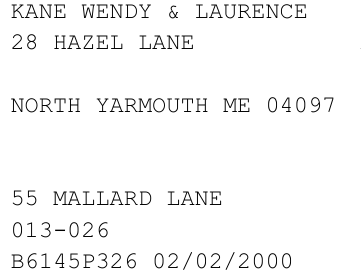 KANE WENDY & LAURENCE
28 HAZEL LANE
NORTH YARMOUTH ME 04097
55 MALLARD LANE
013-026
B6145P326 02/02/2000